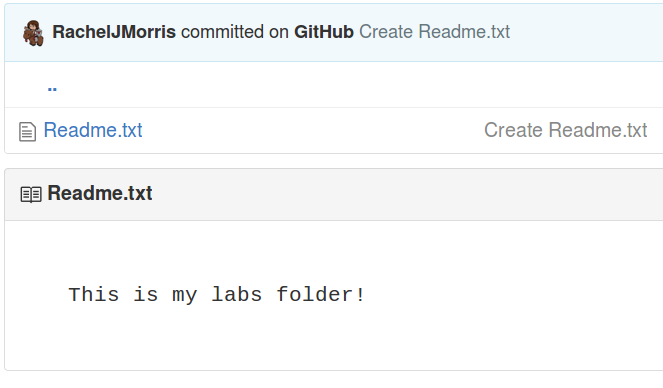 RachelJMorris committed on GitHub Create Readme.txt
..
Readme.txt Create Readme.txt
Readme.txt
This is my labs folder!